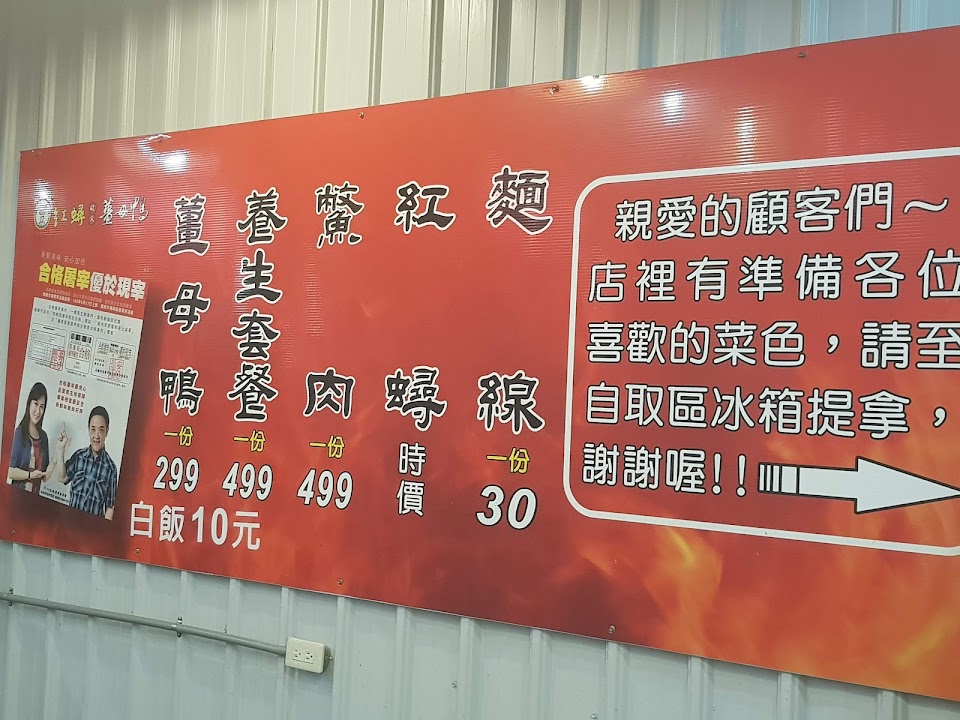 薑母鴨
合格屠宰優於現宰
薑母鴨
一份
299
養生套餐
一份
499
鱉肉
一份
499
紅蟳
時價
麵線
一份
30
白飯10元
親愛的顧客們～
店裡有準備各位
喜歡的菜色，請至
自取區冰箱提拿，
謝謝喔!!